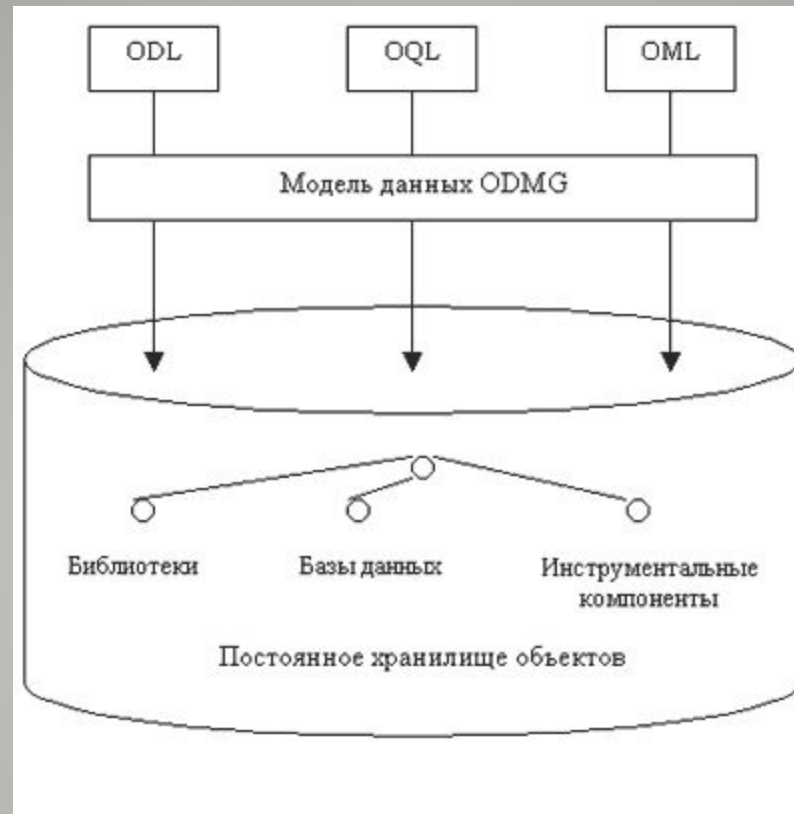 ODL
OQL
OML
Модель данных ODMG
Библиотеки
Базы данных
Инструментальные
компоненты
Постоянное хранилище объектов